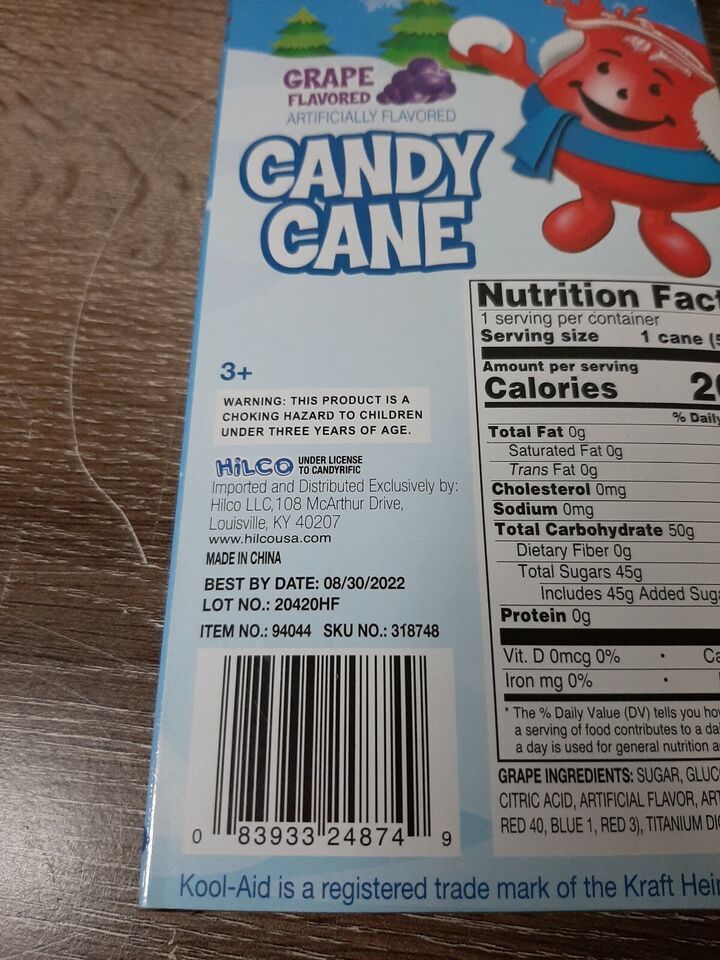 GRAPE
FLAVORED
ARTIFICIALLY FLAVORED
CANDY
CANE
3+
WARNING: THIS PRODUCT IS A
CHOKING HAZARD TO CHILDREN
UNDER THREE YEARS OF AGE.
HiLCO UNDER LICENSE
TO CANDYRIFIC
Imported and Distributed Exclusively by:
Hilco LLC,108 McArthur Drive,
Louisville, KY 40207
www.hilcousa.com
MADE IN CHINA
BEST BY DATE: 08/30/2022
LOT NO.: 20420HF
ITEM NO.: 94044 SKU NO.: 318748
0 83933 24874 9
Nutrition Fact
1 serving per container
Serving size 1 cane
Amount per serving
Calories
% Daily
Total Fat 0g
Saturated Fat 0g
Trans Fat 0g
Cholesterol 0mg
Sodium 0mg
Total Carbohydrate 50g
Dietary Fiber 0g
Total Sugars 45g
Includes 45g Added Suga
Protein 0g
Vit. D 0mcg 0% • Ca
Iron mg 0% •
* The % Daily Value (DV) tells you how
a serving of food contributes to a da
a day is used for general nutrition a
GRAPE INGREDIENTS: SUGAR, GLUC
CITRIC ACID, ARTIFICIAL FLAVOR, ART
RED 40, BLUE 1, RED 3), TITANIUM DIO
Kool-Aid is a registered trade mark of the Kraft Hein